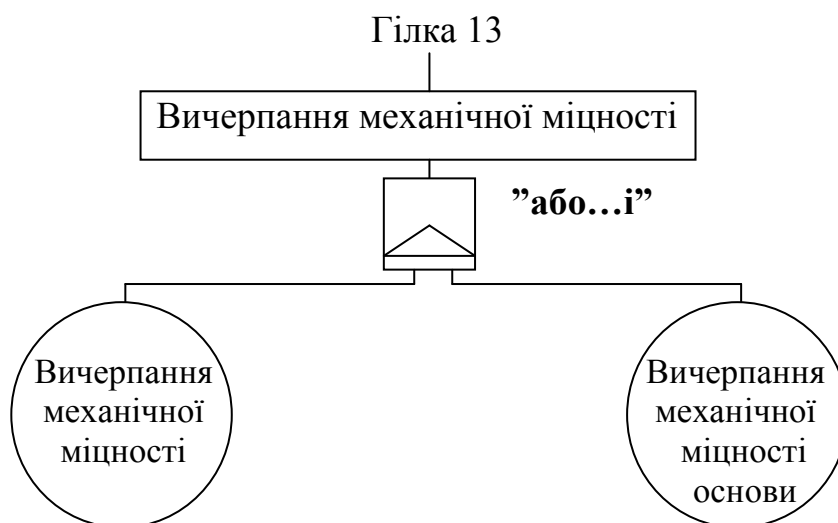 Гілка 13
Вичерпання механічної міцності
”або…і”
Вичерпання
механічної
міцності
Вичерпання
механічної
міцності
основи